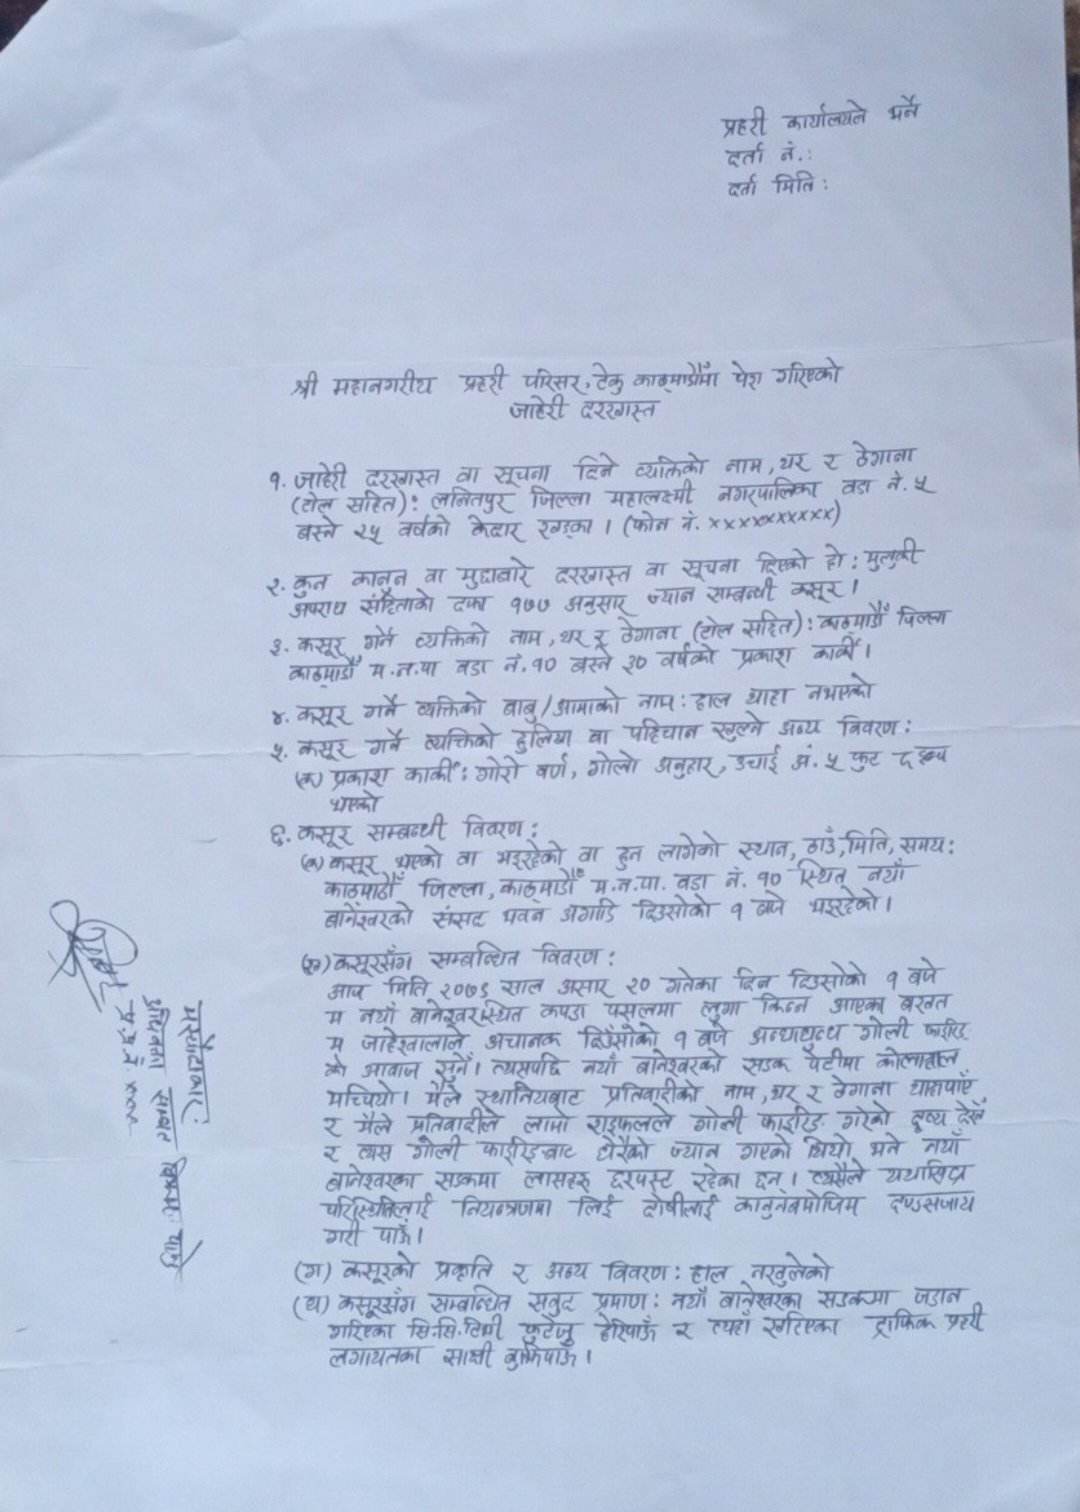 प्रहरी कार्यालयले भर्ने
दर्ता नं.:
दर्ता मिति :
श्री महानगरीय प्रहरी परिसर, टेकु काठमाडौँमा पेश गरिएको
जाहेरी दरखास्त
१. जाहेरी दरखास्त वा सूचना दिने व्यक्तिको नाम, थर र ठेगाना
(टोल सहित): ललितपुर जिल्ला महालक्ष्मी नगरपालिका वडा नं. ५
बस्ने २५ वर्षको केदार खड्का । (फोन नं. xxxxxxxxxx)
२. कुन कानून वा मुद्दाबारे दरखास्त वा सूचना दिएको हो : मुलुकी
अपराध संहिताको दफा १७७ अनुसार ज्यान सम्बन्धी कसूर ।
३. कसूर गर्ने व्यक्तिको नाम, थर र ठेगाना (टोल सहित): काठमाडौँ जिल्ला
काठमाडौँ म.न.पा वडा नं. १० बस्ने ३० वर्षको प्रकाश कार्की ।
४. कसूर गर्ने व्यक्तिको बाबु/आमाको नाम: हाल थाहा नभएको
५. कसूर गर्ने व्यक्तिको हुलिया वा पहिचान खुल्ने अन्य विवरण:
(क) प्रकाश कार्की: गोरो वर्ण, गोलो अनुहार, उचाई अं. ५ फुट ८ इन्च
भएको
६. कसूर सम्बन्धी विवरण :
(क) कसूर भएको वा भइरहेको वा हुन लागेको स्थान, ठाउँ, मिति, समय:
काठमाडौँ जिल्ला, काठमाडौँ म.न.पा. वडा नं. १० स्थित नयाँ
बानेश्वरको संसद भवन अगाडि दिउसोको १ बजे भइरहेको ।
(ख) कसूरसँग सम्बन्धित विवरण :
आज मिति २०७९ साल असार २० गतेका दिन दिउसोको १ बजे
म नयाँ बानेश्वरस्थित कपडा पसलमा लुगा किन्न आएका बखत
म जाहेरवालाले अचानक दिउँसोको १ बजे अन्धाधुन्ध गोली फाइरिङ
को आवाज सुनेँ । त्यसपछि नयाँ बानेश्वरको सडक पेटीमा कोलाहल
मच्चियो । मैले स्थानियबाट प्रतिवादीको नाम, थर र ठेगाना थाहापाएँ
र मैले प्रतिवादीले लामो राइफलले गोली फाइरिङ गरेको दृष्य देखेँ
र त्यस गोली फाइरिङबाट धेरैको ज्यान गएको थियो भने नयाँ
बानेश्वरका सडकमा लासहरु छरपस्ट रहेका छन् । त्यसैले यथासिघ्र
परिस्थितिलाई नियन्त्रणमा लिई दोषीलाई कानुनबमोजिम दण्डसजाय
गरी पाऊँ ।
(ग) कसूरको प्रकृति र अन्य विवरण : हाल नखुलेको
(घ) कसूरसँग सम्बन्धित सबुद प्रमाण : नयाँ बानेश्वरका सडकमा जडान
गरिएका सि.सि.टिभी फुटेज हेरिपाऊँ र त्यहाँ खटिएका ट्राफिक प्रहरी
लगायतका साक्षी बुझिपाऊँ ।
प्र.प्र.नं. xxxx